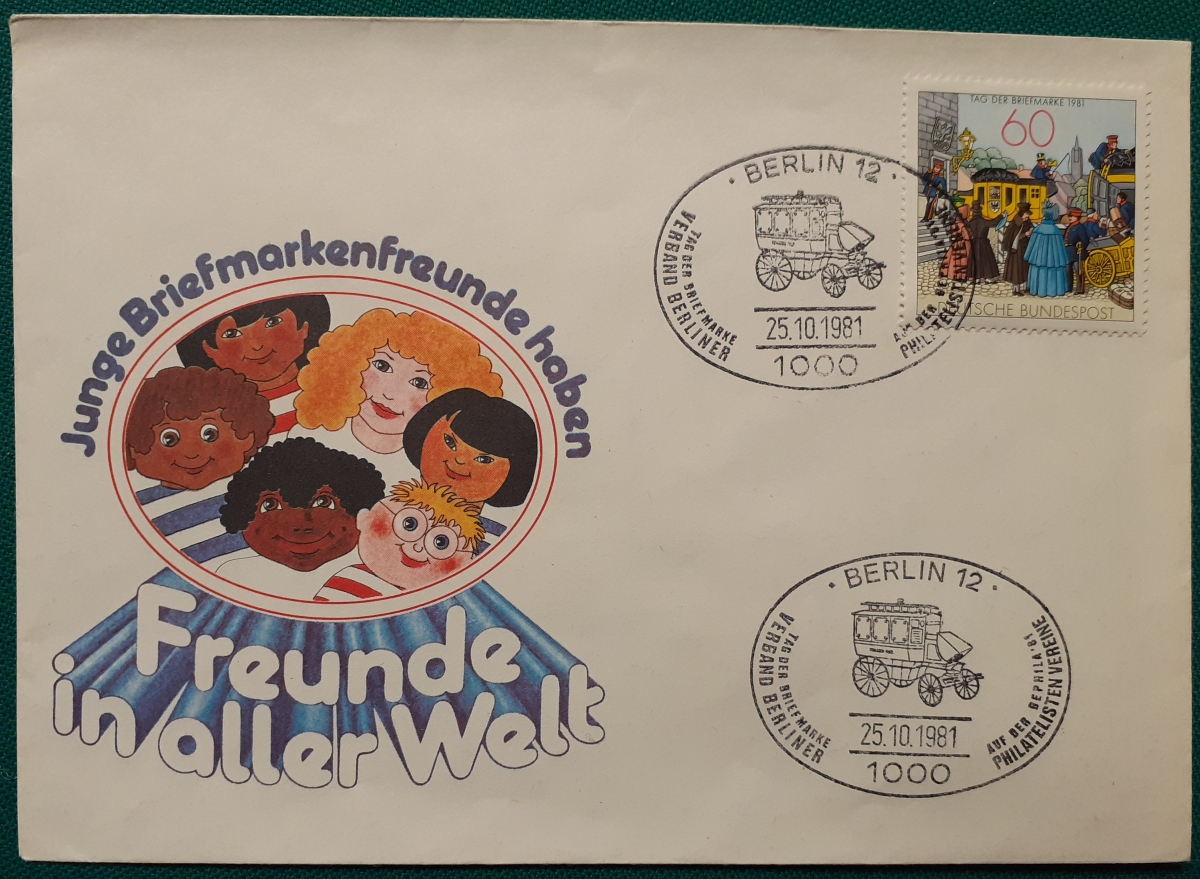 TAG DER BRIEFMARKE 1981
60
DEUTSCHE BUNDESPOST
· BERLIN 12 ·
TAG DER BRIEFMARKE
VERBAND BERLINER
25.10.1981
1000
AUF DER
PHILATELISTEN
Junge Briefmarkenfreunde haben
Freunde
in aller Welt
· BERLIN 12 ·
TAG DER BRIEFMARKE
VERBAND BERLINER
25.10.1981
1000
AUF DER BEPHILA '81
PHILATELISTEN VEREINE